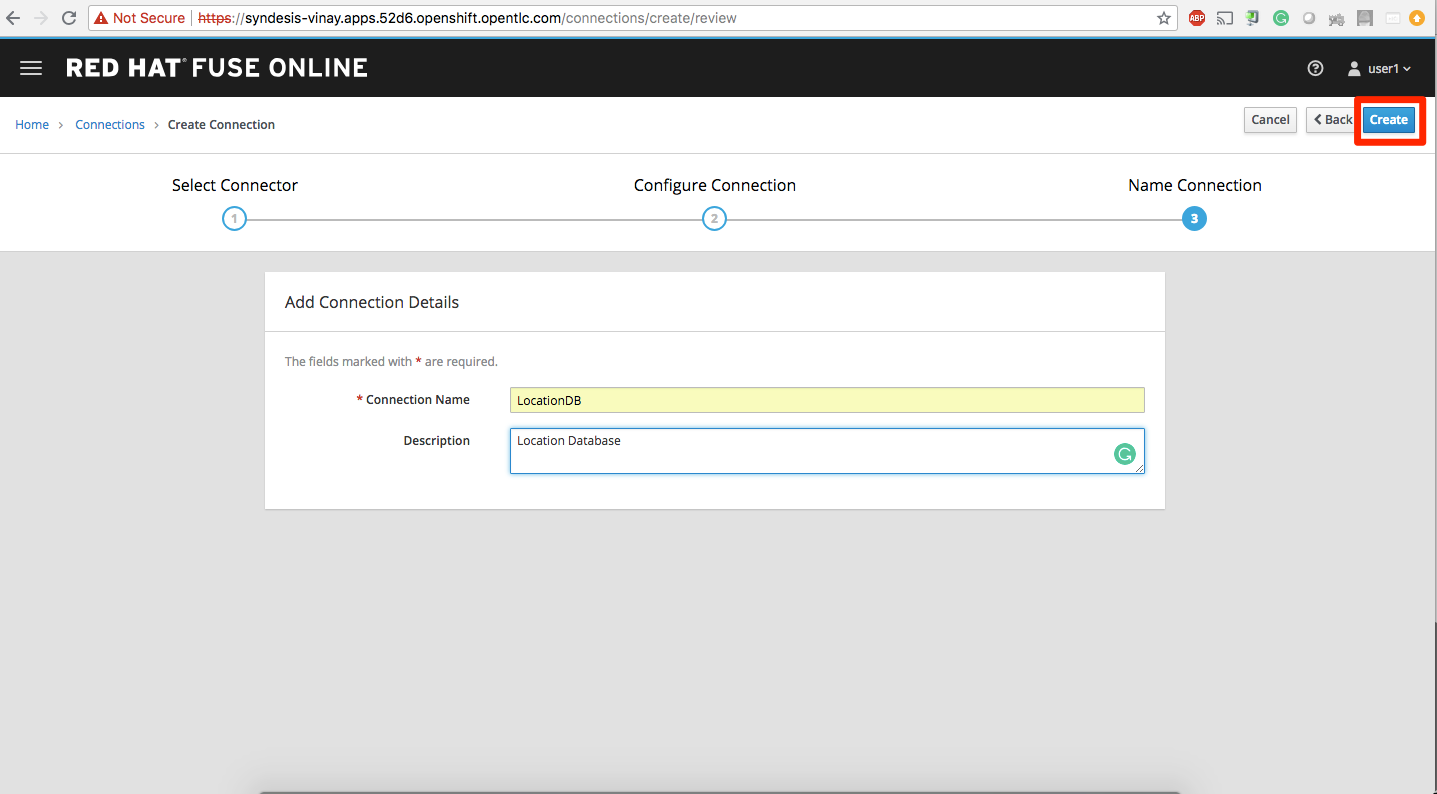 Not Secure https://syndesis-vinay.apps.52d6.openshift.opentlc.com/connections/create/review
ABP
RED HAT® FUSE ONLINE
user1
Home > Connections > Create Connection
Cancel
Back
Create
Select Connector
Configure Connection
Name Connection
1
2
3
Add Connection Details
The fields marked with * are required.
* Connection Name
LocationDB
Description
Location Database